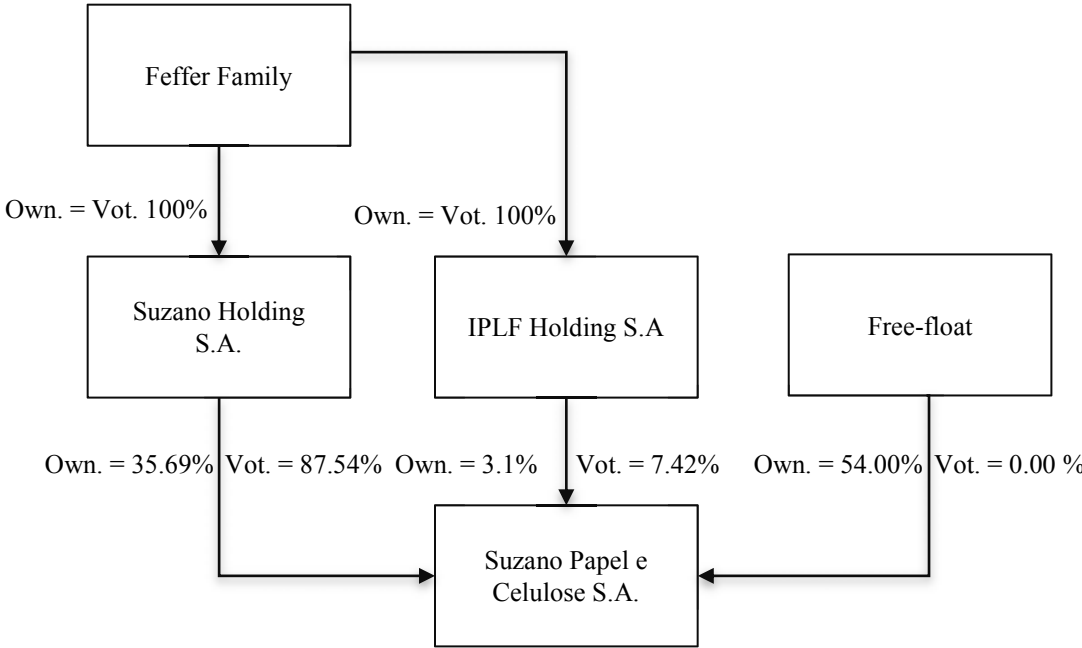 Feffer Family
Own. = Vot. 100%
Own. = Vot. 100%
Suzano Holding
S.A.
IPLF Holding S.A
Free-float
Own. = 35.69% Vot. = 87.54% Own. = 3.1% Vot. = 7.42% Own. = 54.00% Vot. = 0.00 %
Suzano Papel e
Celulose S.A.